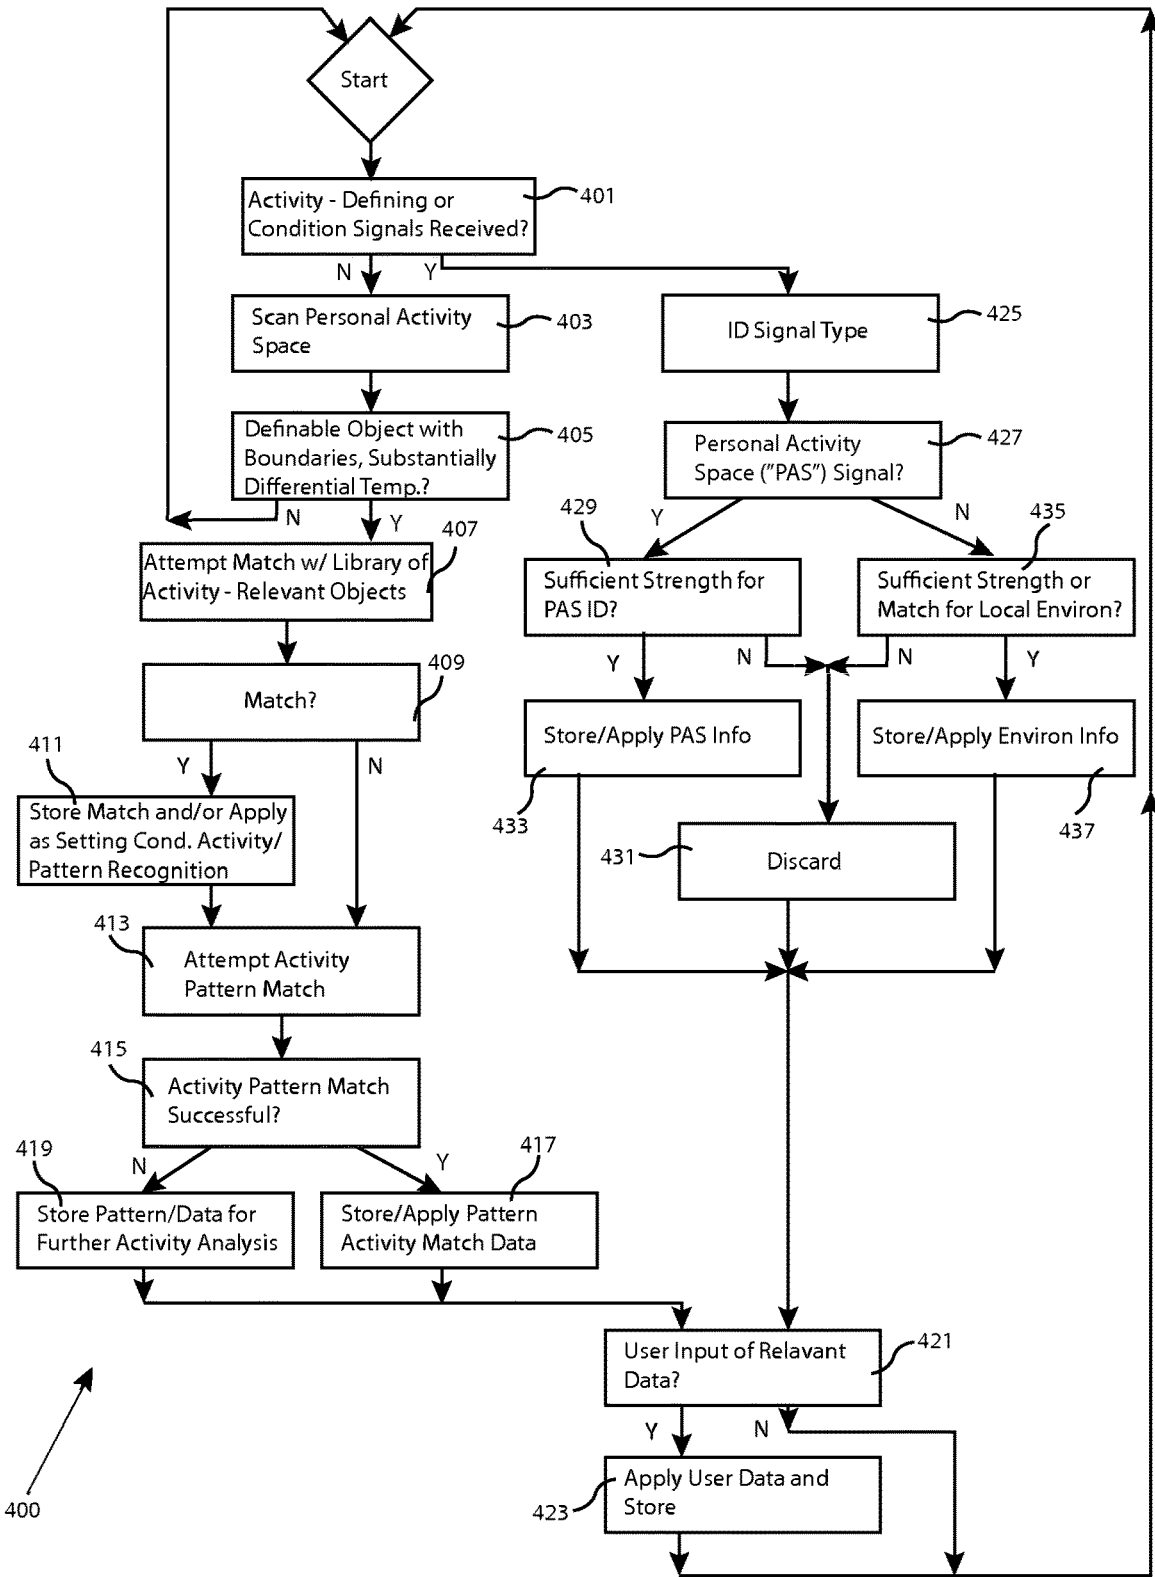 Start
Activity - Defining or
Condition Signals Received?
401
N
Y
Scan Personal Activity
Space
403
ID Signal Type
425
Definable Object with
Boundaries, Substantially
Differential Temp.?
405
N
Y
Personal Activity
Space ("PAS") Signal?
427
Y
N
Attempt Match w/ Library of
Activity - Relevant Objects
407
429
Sufficient Strength for
PAS ID?
Y
N
435
Sufficient Strength or
Match for Local Environ?
N
Y
Match?
409
Y
N
Store/Apply PAS Info
433
Store/Apply Environ Info
437
411
Store Match and/or Apply
as Setting Cond. Activity/
Pattern Recognition
431
Discard
413
Attempt Activity
Pattern Match
415
Activity Pattern Match
Successful?
N
Y
419
Store Pattern/Data for
Further Activity Analysis
417
Store/Apply Pattern
Activity Match Data
User Input of Relavant
Data?
421
Y
N
Apply User Data and
Store
423
400